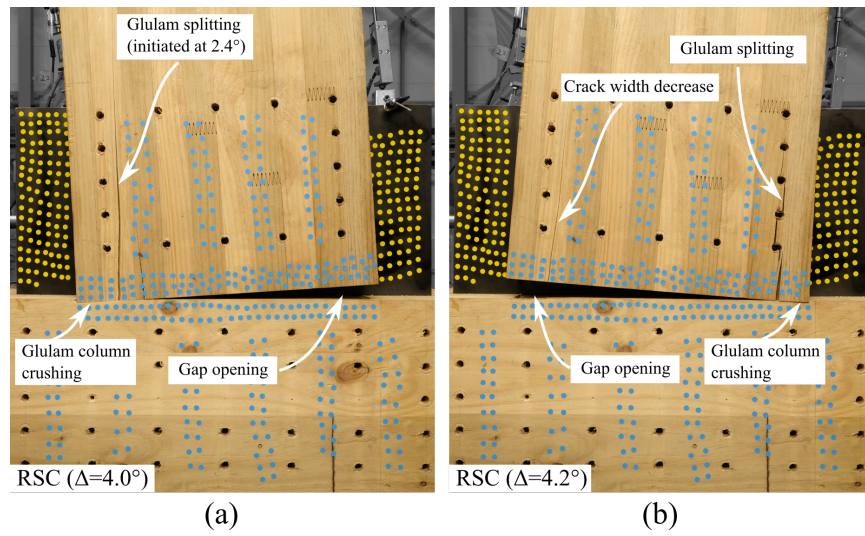 Glulam splitting
(initiated at 2.4°)
Glulam column
crushing
Gap opening
RSC (Δ=4.0°)
(a)
Glulam splitting
Crack width decrease
Gap opening
Glulam column
crushing
RSC (Δ=4.2°)
(b)